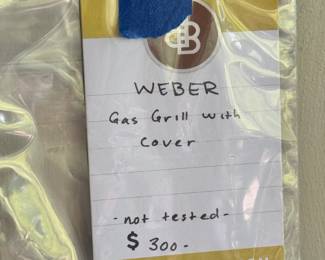 WEBER
Gas Grill with
Cover
-not tested-
$300-